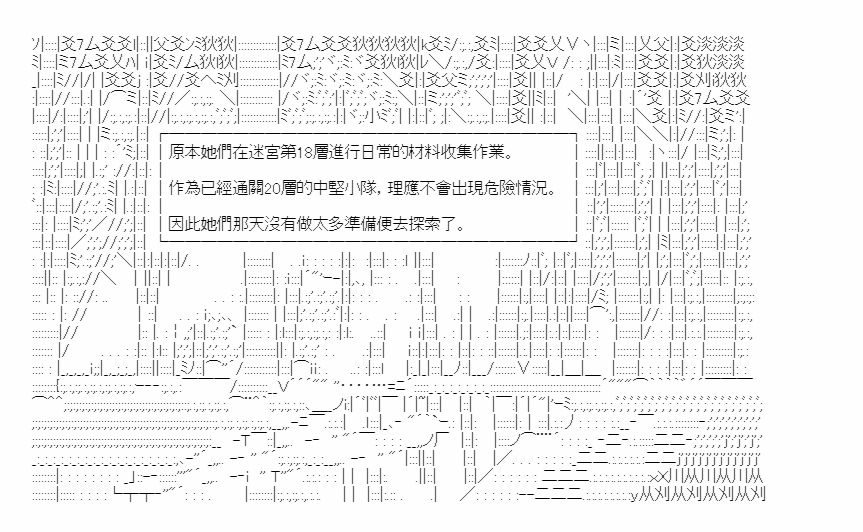 原本她們在迷宮第18層進行日常的材料收集作業。
作為已經通關20層的中堅小隊，理應不會出現危險情況。
因此她們那天沒有做太多準備便去探索了。